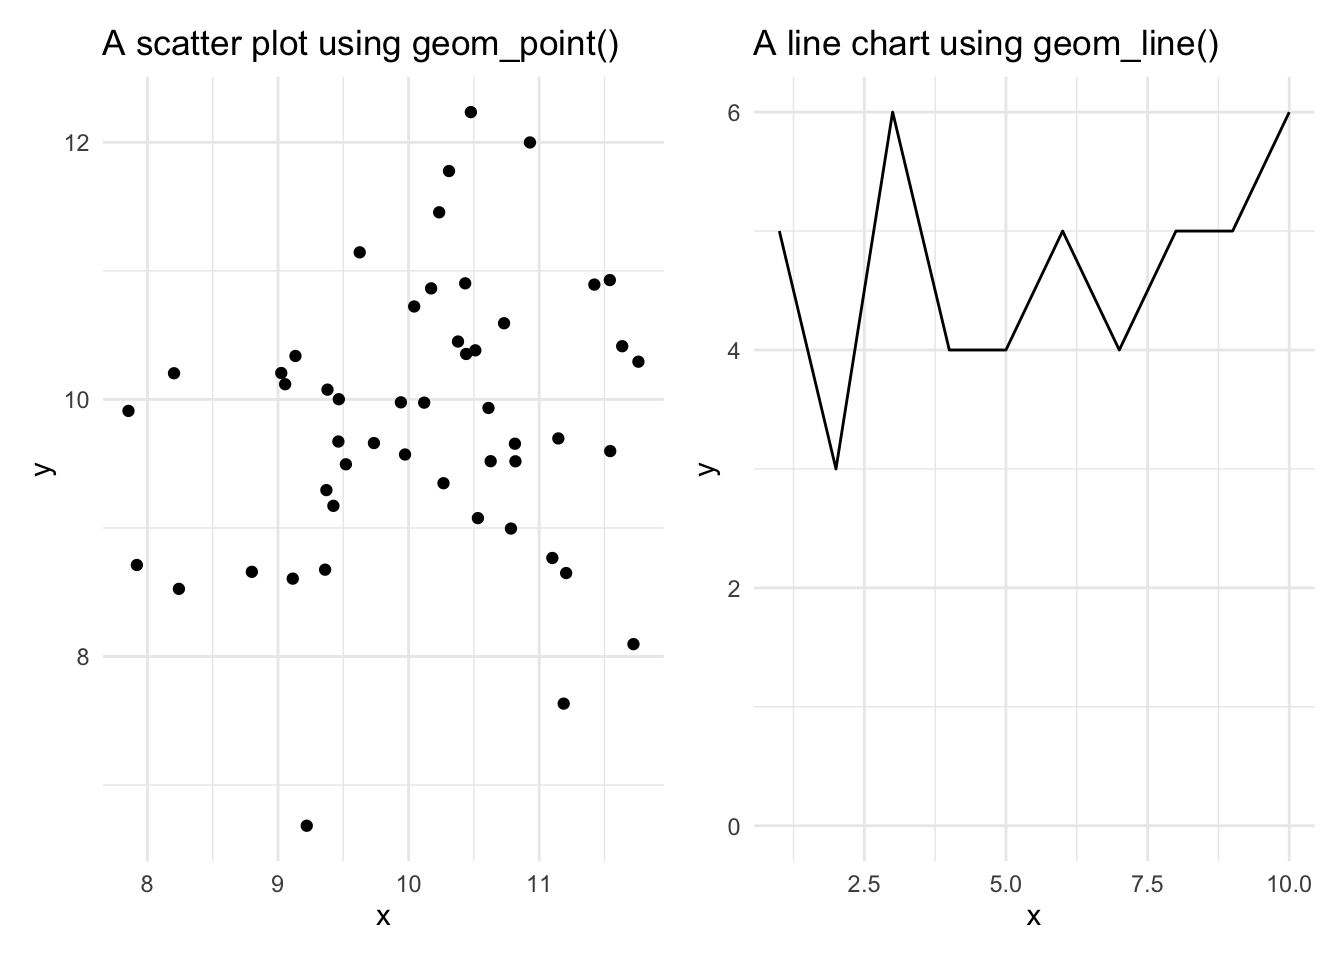 A scatter plot using geom_point()
12
10
8
y
8 9 10 11
x
A line chart using geom_line()
6
4
2
0
y
2.5 5.0 7.5 10.0
x